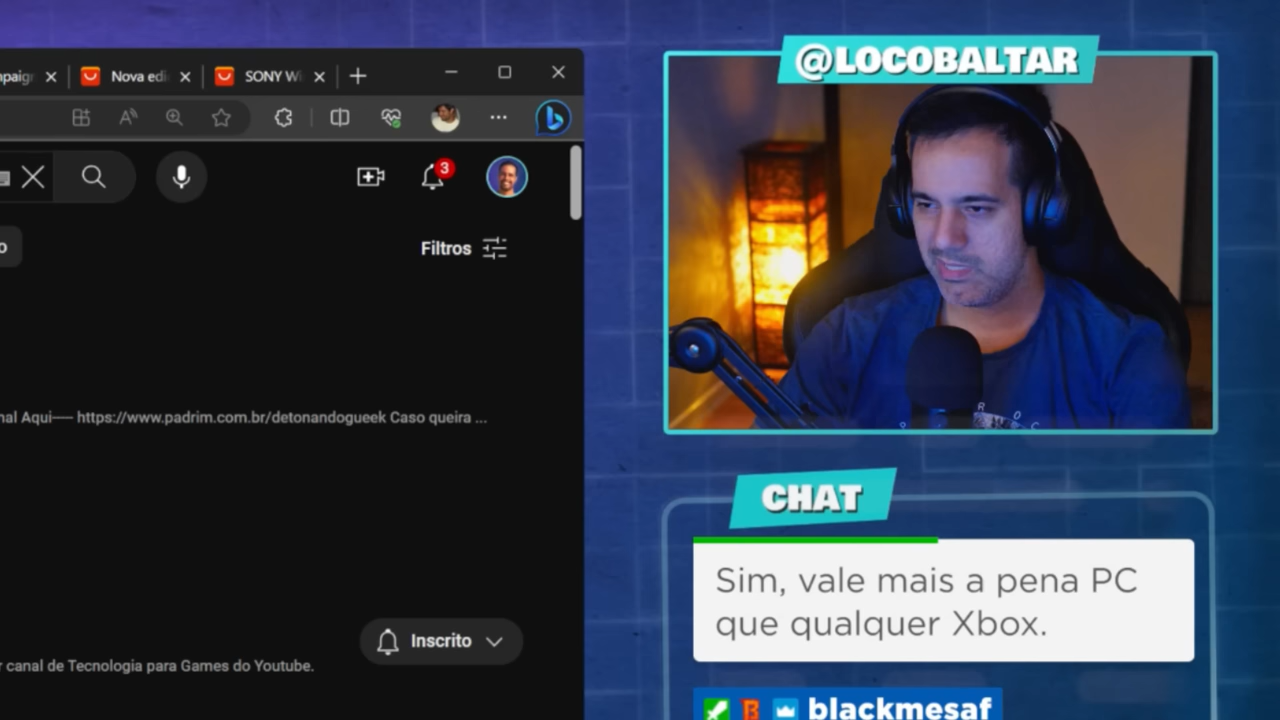 Nova edi
SONY W
3
Filtros
nal Aqui---- https://www.padrim.com.br/detonandogueek Caso queira ...
Inscrito
canal de Tecnologia para Games do Youtube.
@LOCOBALTAR
CHAT
Sim, vale mais a pena PC
que qualquer Xbox.
blackmesaf